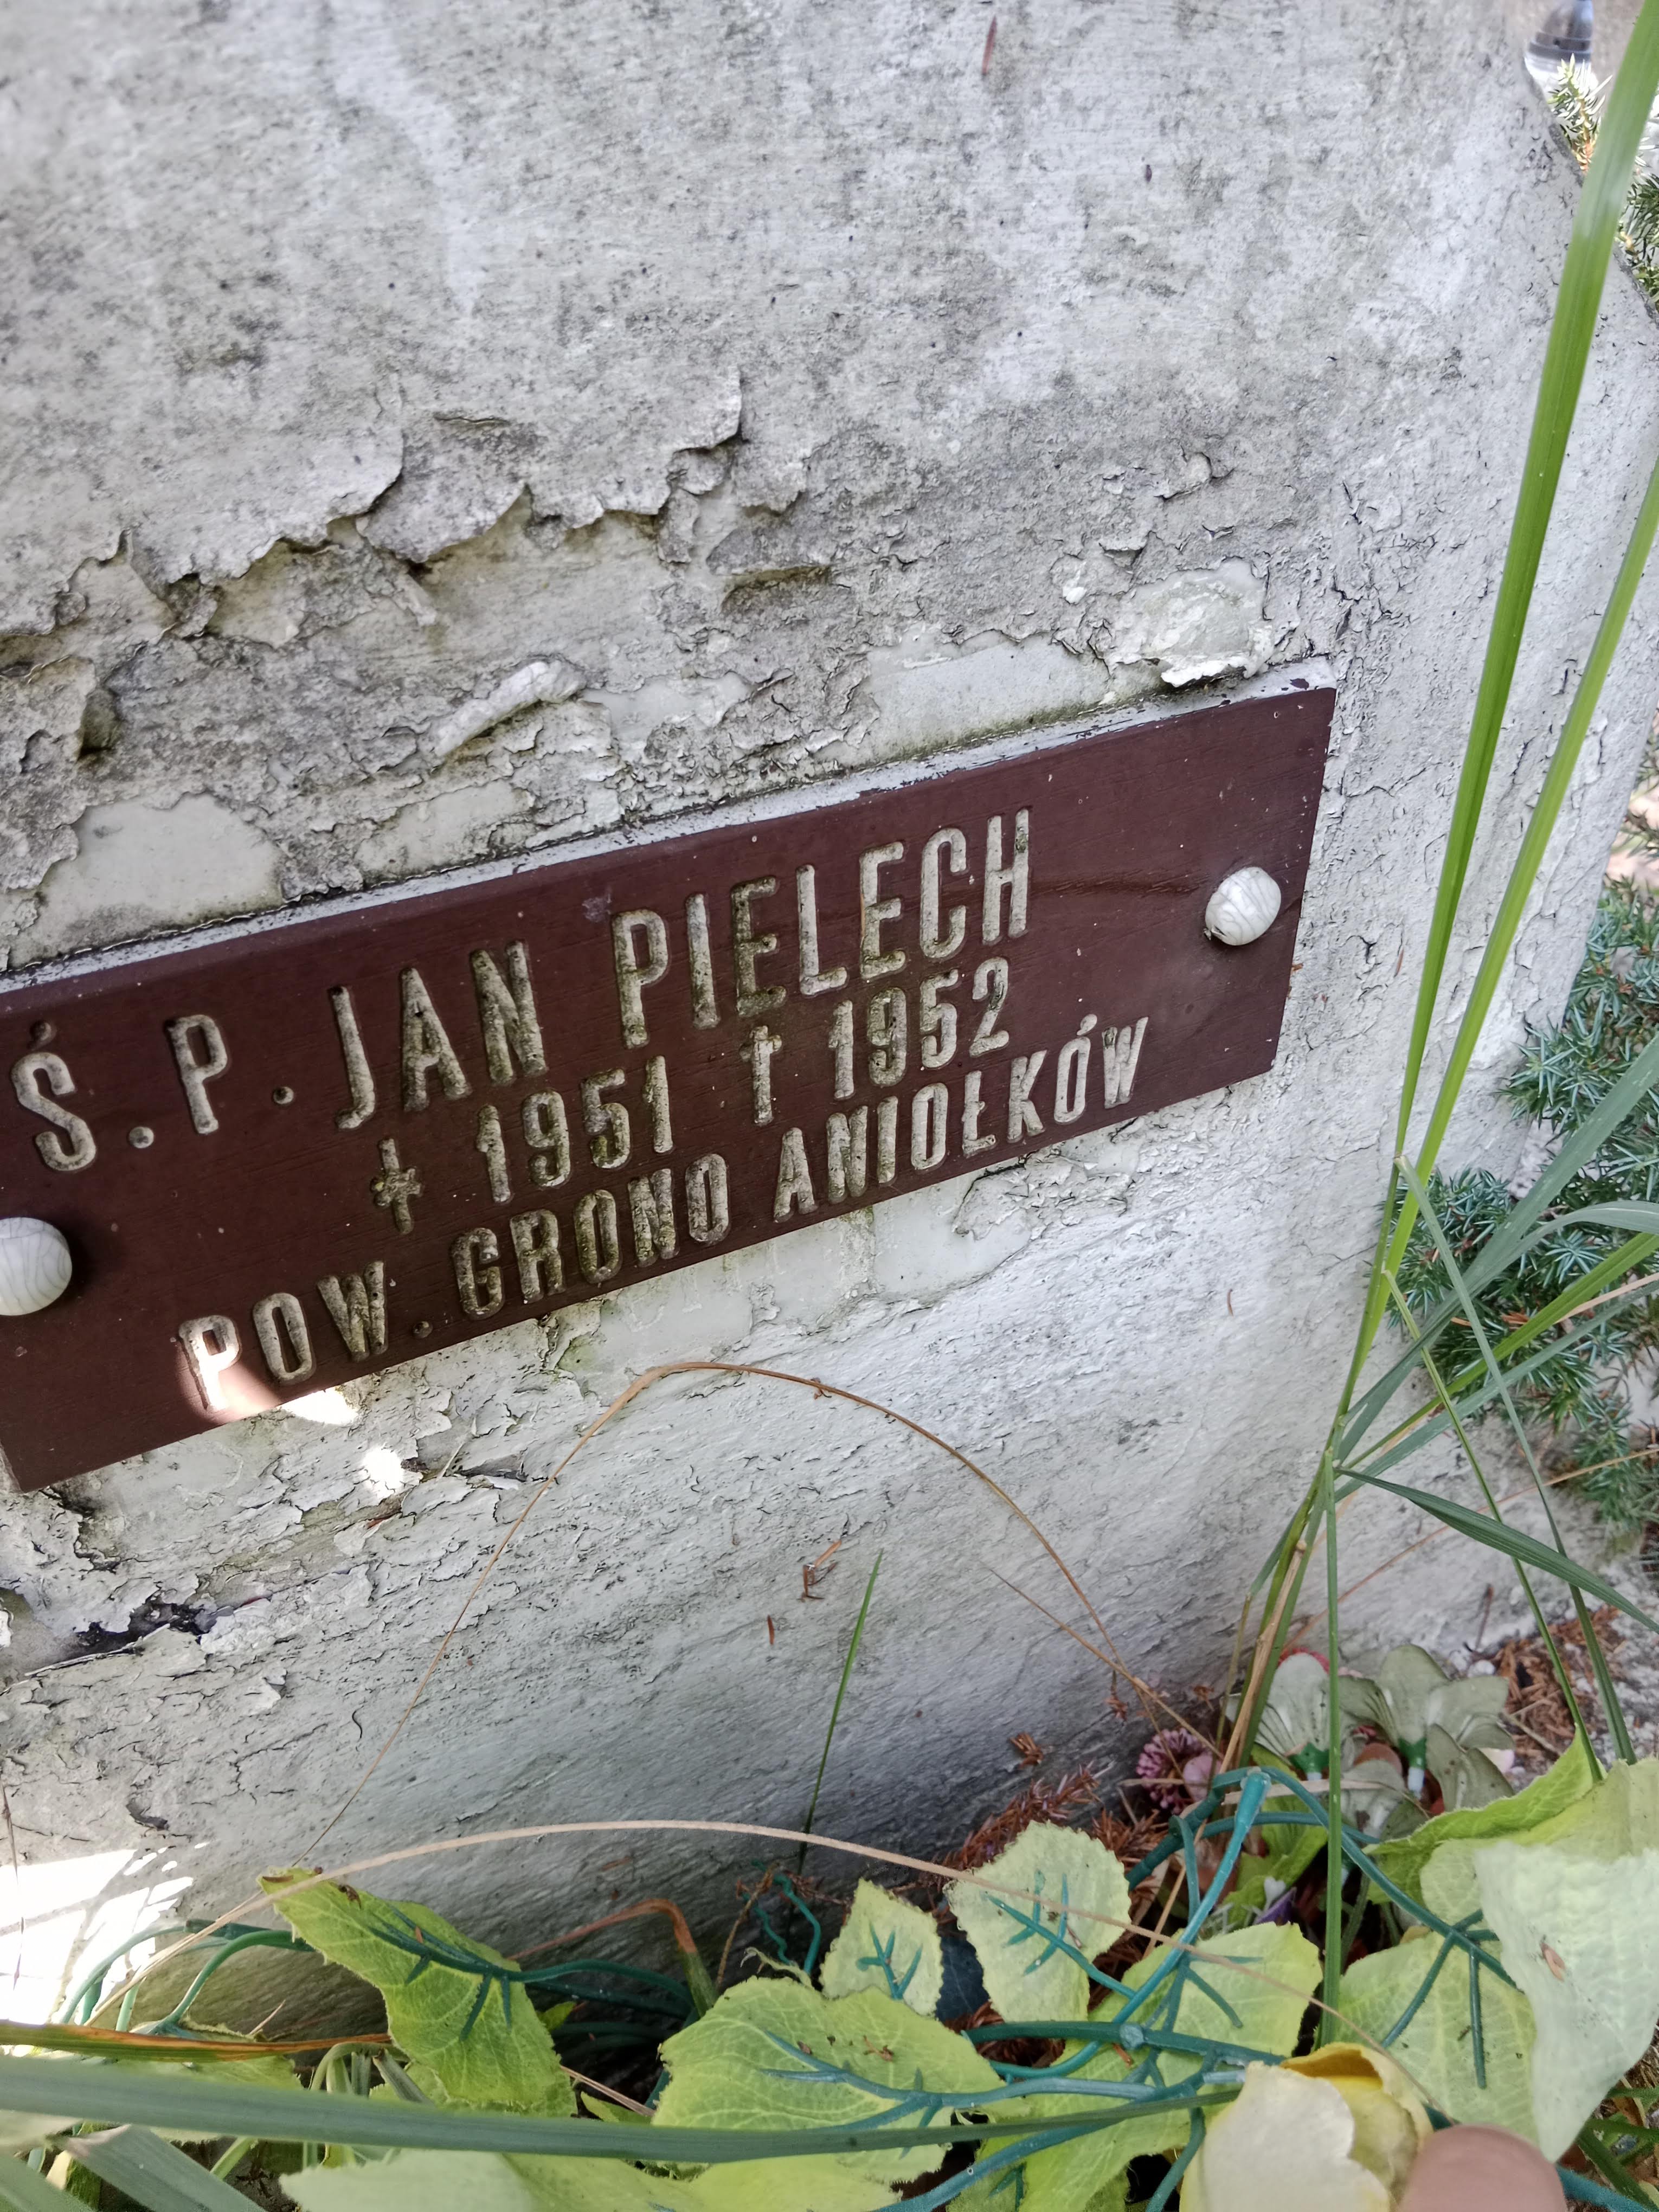 Ś.P. JAN PIELECH
* 1951 † 1952
POW. GRONO ANIOŁKÓW